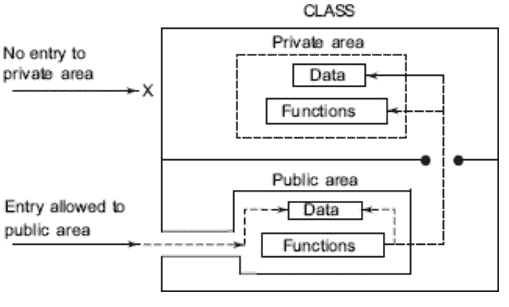 CLASS
No entry to
private area
X
Private area
Data
Functions
Entry allowed to
public area
Public area
Data
Functions